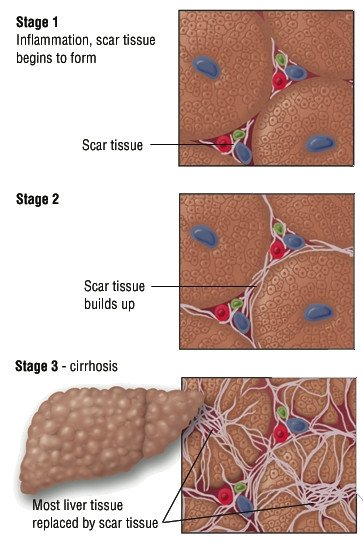 Stage 1
Inflammation, scar tissue
begins to form
Scar tissue
Stage 2
Scar tissue
builds up
Stage 3 - cirrhosis
Most liver tissue
replaced by scar tissue